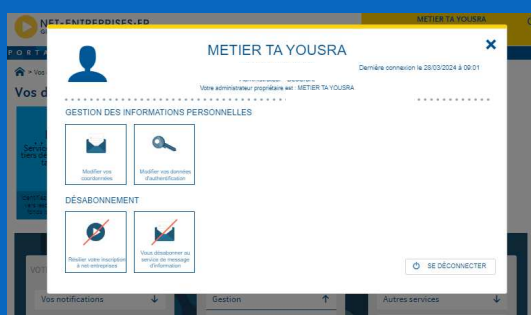 NET-ENTREPRISES.FR
METIER TA YOUSRA
METIER TA YOUSRA
Dernière connexion le 28/03/2024 à 09:01
Votre administrateur propriétaire est : METIER TA YOUSRA
Vos d
GESTION DES INFORMATIONS PERSONNELLES
Modifier vos coordonnées
Modifier vos données d'authentification
DÉSABONNEMENT
Résilier votre inscription à net-entreprises
Vous désabonner au service de message d'information
SE DÉCONNECTER
Vos notifications
Gestion
Autres services